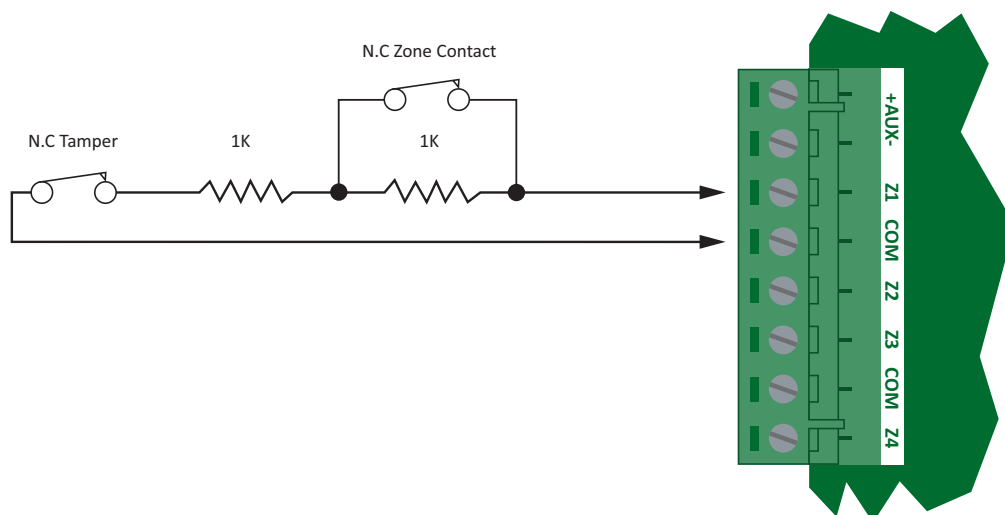 N.C Zone Contact
N.C Tamper
1K
1K
+AUX-
Z1
COM
Z2
Z3
COM
Z4